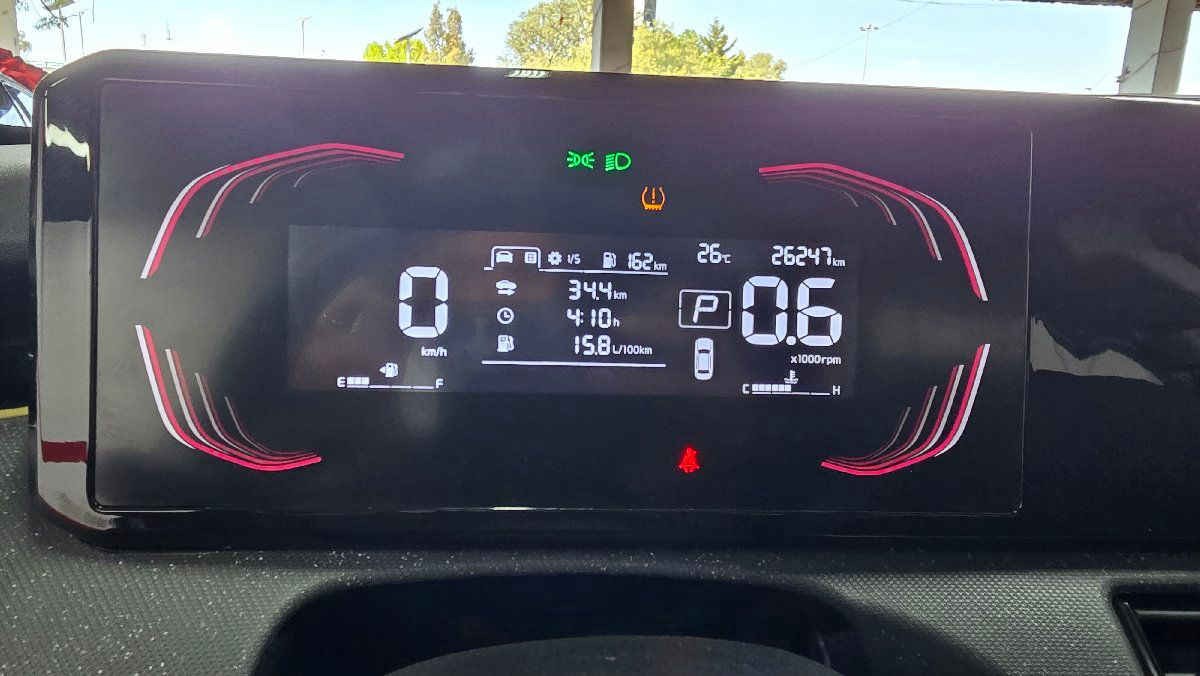 1/5 162km 26℃ 26247km
34.4km
0 4:10h P 0.6
15.8L/100km
km/h x1000rpm
E F C H